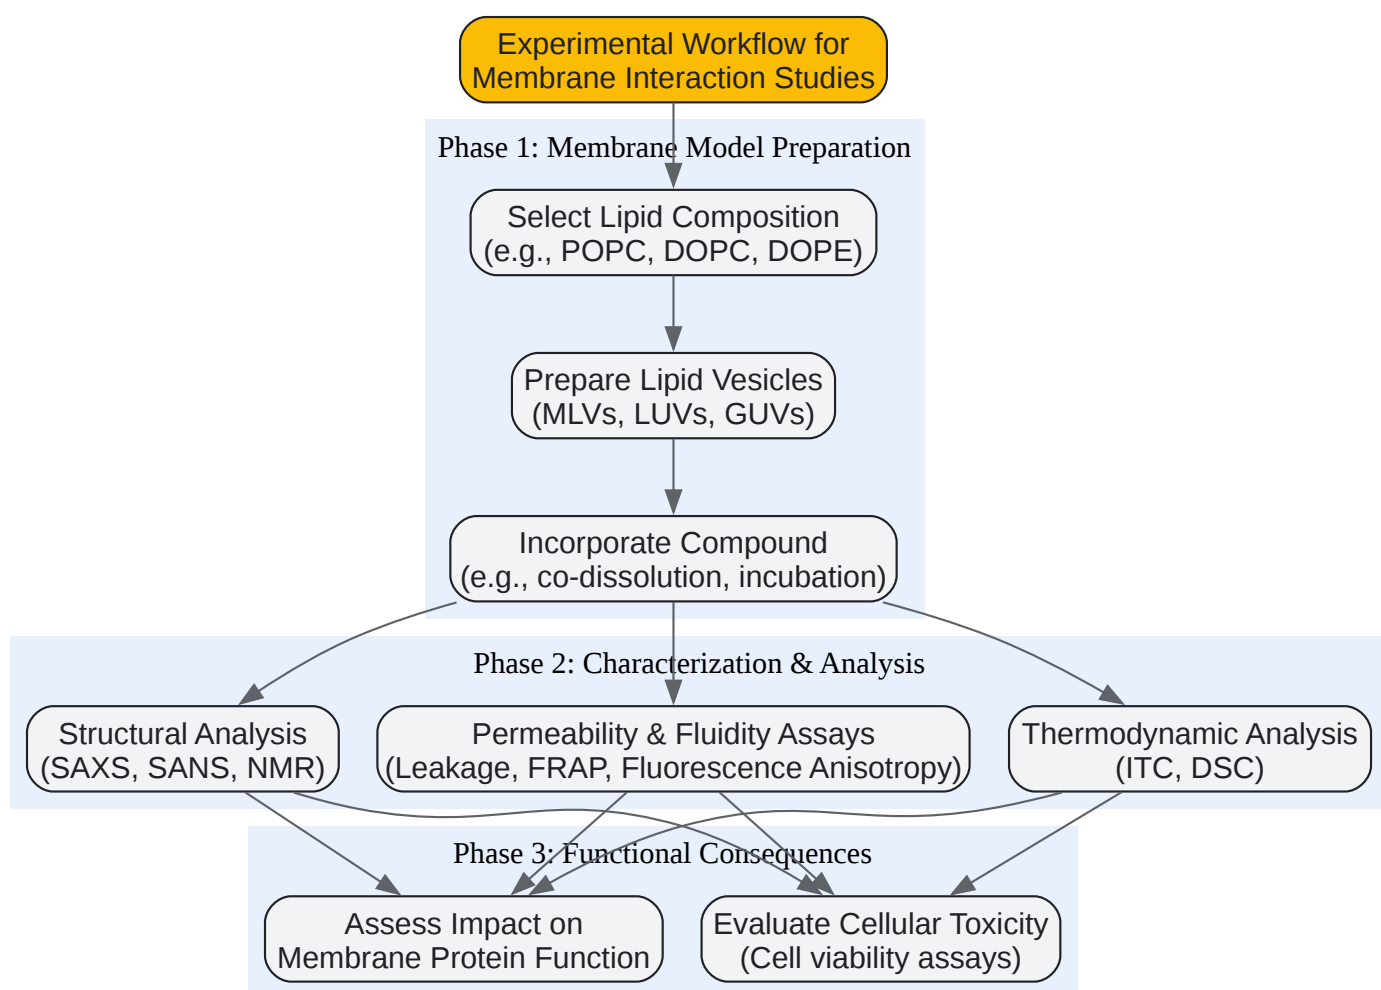 Experimental Workflow for
Membrane Interaction Studies
Phase 1: Membrane Model Preparation
Select Lipid Composition
(e.g., POPC, DOPC, DOPE)
Prepare Lipid Vesicles
(MLVs, LUVs, GUVs)
Incorporate Compound
(e.g., co-dissolution, incubation)
Phase 2: Characterization & Analysis
Structural Analysis
(SAXS, SANS, NMR)
Permeability & Fluidity Assays
(Leakage, FRAP, Fluorescence Anisotropy)
Thermodynamic Analysis
(ITC, DSC)
Phase 3: Functional Consequences
Assess Impact on
Membrane Protein Function
Evaluate Cellular Toxicity
(Cell viability assays)